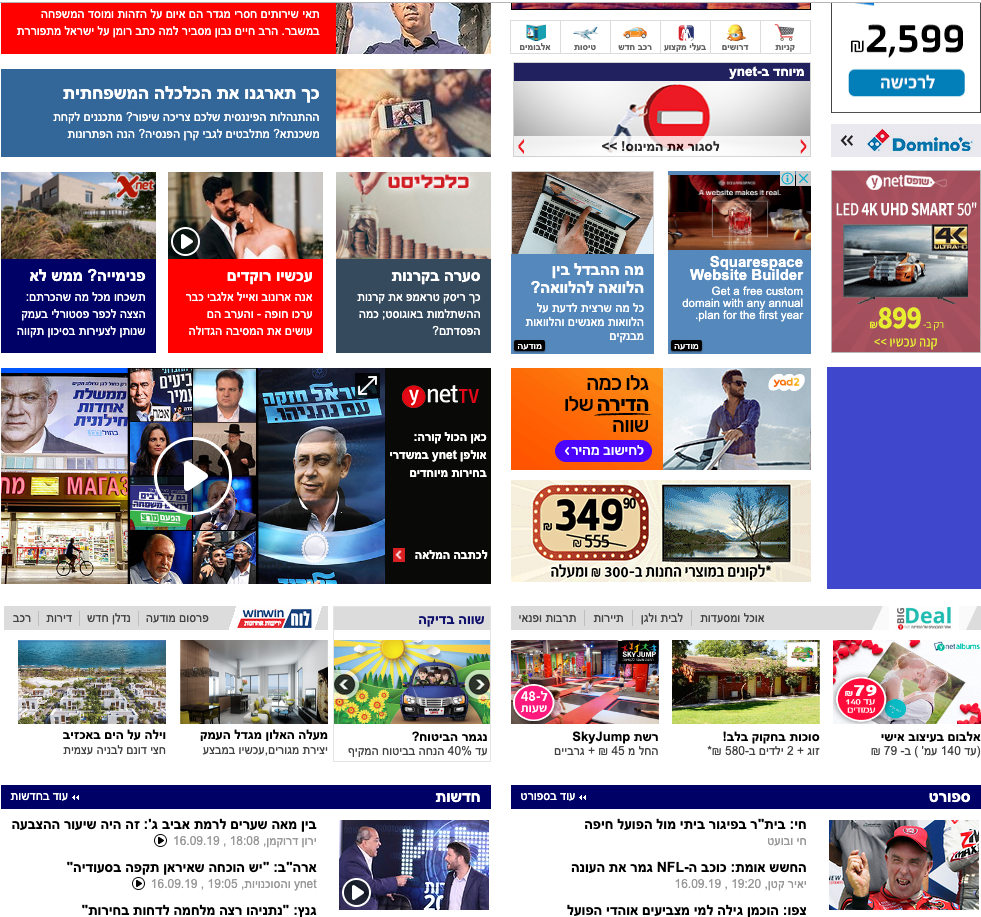 תאי שירותים חסרי מגדר הם איום על הזהות ומוסד המשפחה
במשבר. הרב חיים נבון מסביר למה כתב רומן על ישראל מתפוררת
₪2,599
לרכישה
קניות
דרושים
בעלי מקצוע
רכב חדש
טיסות
אלבומים
מיוחד ב-ynet
לסגור את המינוס! >>
כך תארגנו את הכלכלה המשפחתית
ההתנהלות הפיננסית שלכם צריכה שיפור? מתכננים לקחת
משכנתא? מתלבטים לגבי קרן הפנסיה? הנה הפתרונות
Domino's
ynet שופס
LED 4K UHD SMART 50"
4K
ULTRA HD
רק ב- 899₪
קנה עכשיו >>
SQUARESPACE
A website makes it real.
Squarespace
Website Builder
Get a free custom
domain with any annual
plan for the first year.
מודעה
מה ההבדל בין
הלוואה להלוואה?
כל מה שרצית לדעת על
הלוואות מאנשים והלוואות
מבנקים
מודעה
כלכליסט
סערה בקרנות
כך ריסק טראמפ את קרנות
ההשתלמות באוגוסט; כמה
הפסדתם?
עכשיו רוקדים
אנה ארונוב ואייל אלגבי כבר
ערכו חופה - והערב הם
עושים את המסיבה הגדולה
Xnet
פנימייה? ממש לא
תשכחו מכל מה שהכרתם:
הצצה לכפר פסטורלי בעמק
שנותן לצעירות בסיכון תקווה
ynet TV
כאן הכול קורה:
אולפן ynet במשדרי
בחירות מיוחדים
לכתבה המלאה
ממשלת
אחדות
חילונית
МАГАЗ
yad2
גלו כמה
הדירה שלו
שווה
לחישוב מהיר
349.90 ₪
555 ₪
*לקונים במוצרי החנות ב-300 ₪ ומעלה
BIG Deal
אוכל ומסעדות
לבית ולגן
תיירות
תרבות ופנאי
ynetalbums
₪79
עד 140
עמודים
אלבום בעיצוב אישי
(עד 140 עמ' ) ב- 79 ₪
סוכות בחקוק בלב!
זוג + 2 ילדים ב-580 ₪*
SKY JUMP
ל-48
שעות
רשת SkyJump
החל מ 45 ₪ + גרביים
שווה בדיקה
נגמר הביטוח?
עד 40% הנחה בביטוח המקיף
לוח winwin
פרסום מודעה
נדלן חדש
דירות
רכב
מעלה האלון מגדל העמק
יצירת מגורים,עכשיו במבצע
וילה על הים באכזיב
חצי דונם לבניה עצמית
ספורט
עוד בספורט
חי: בית"ר בפיגור ביתי מול הפועל חיפה
חי ובועט
החשש אומת: כוכב ה-NFL גמר את העונה
יאיר קטן, 19:20 , 16.09.19
צפו: הוכמן גילה למי מצביעים אוהדי הפועל
חדשות
עוד בחדשות
בין מאה שערים לרמת אביב ג': זה היה שיעור ההצבעה
ירון דרוקמן, 18:08 , 16.09.19
ארה"ב: "יש הוכחה שאיראן תקפה בסעודיה"
ynet והסוכנויות, 19:05 , 16.09.19
גנץ: "נתניהו רצה מלחמה לדחות בחירות"